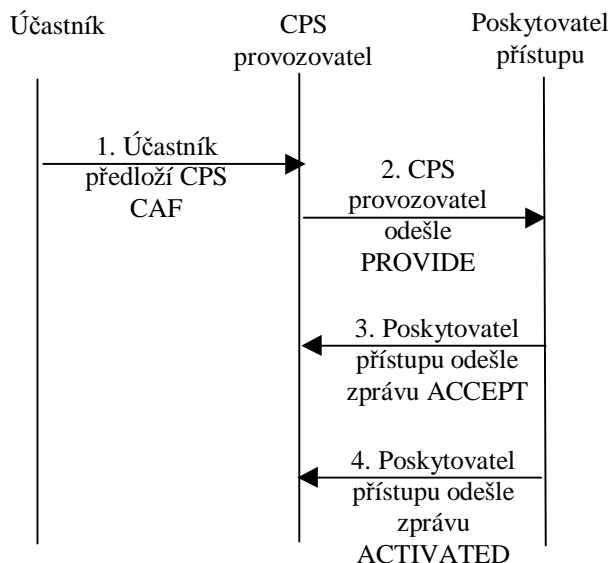 Účastník
CPS
provozovatel
Poskytovatel
přístupu
1. Účastník
předloží CPS
CAF
2. CPS
provozovatel
odešle
PROVIDE
3. Poskytovatel
přístupu odešle
zprávu ACCEPT
4. Poskytovatel
přístupu odešle
zprávu
ACTIVATED